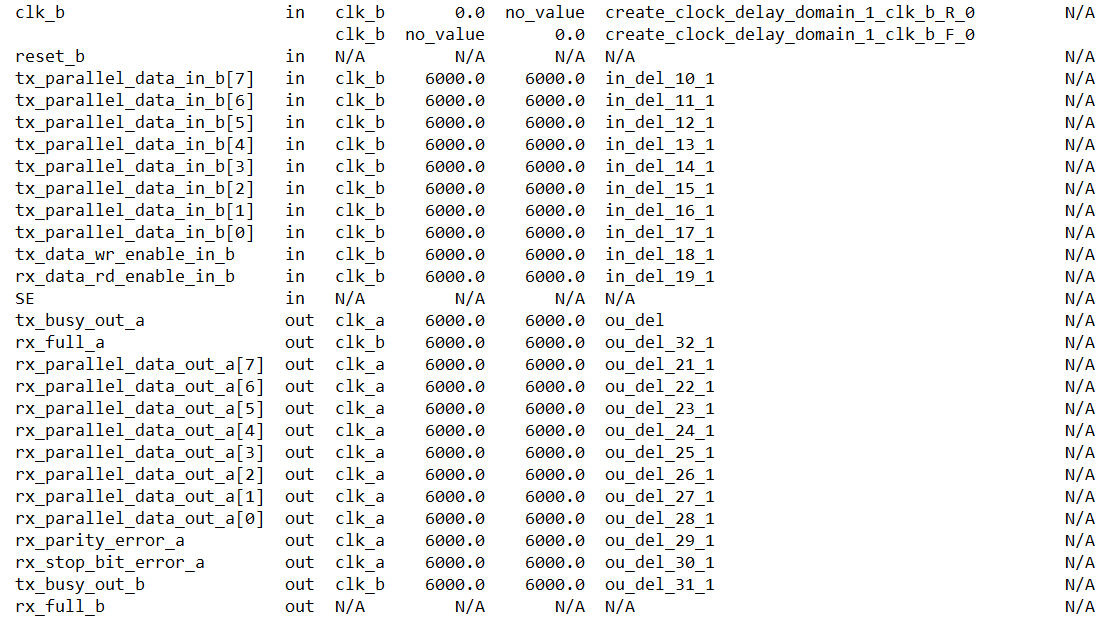 clk_b                      in   clk_b       0.0  no_value  create_clock_delay_domain_1_clk_b_R_0         N/A
                                clk_b  no_value       0.0  create_clock_delay_domain_1_clk_b_F_0
reset_b                    in   N/A         N/A       N/A  N/A                                           N/A
tx_parallel_data_in_b[7]   in   clk_b    6000.0    6000.0  in_del_10_1                                   N/A
tx_parallel_data_in_b[6]   in   clk_b    6000.0    6000.0  in_del_11_1                                   N/A
tx_parallel_data_in_b[5]   in   clk_b    6000.0    6000.0  in_del_12_1                                   N/A
tx_parallel_data_in_b[4]   in   clk_b    6000.0    6000.0  in_del_13_1                                   N/A
tx_parallel_data_in_b[3]   in   clk_b    6000.0    6000.0  in_del_14_1                                   N/A
tx_parallel_data_in_b[2]   in   clk_b    6000.0    6000.0  in_del_15_1                                   N/A
tx_parallel_data_in_b[1]   in   clk_b    6000.0    6000.0  in_del_16_1                                   N/A
tx_parallel_data_in_b[0]   in   clk_b    6000.0    6000.0  in_del_17_1                                   N/A
tx_data_wr_enable_in_b     in   clk_b    6000.0    6000.0  in_del_18_1                                   N/A
rx_data_rd_enable_in_b     in   clk_b    6000.0    6000.0  in_del_19_1                                   N/A
SE                         in   N/A         N/A       N/A  N/A                                           N/A
tx_busy_out_a              out  clk_a    6000.0    6000.0  ou_del                                        N/A
rx_full_a                  out  clk_b    6000.0    6000.0  ou_del_32_1                                   N/A
rx_parallel_data_out_a[7]  out  clk_a    6000.0    6000.0  ou_del_21_1                                   N/A
rx_parallel_data_out_a[6]  out  clk_a    6000.0    6000.0  ou_del_22_1                                   N/A
rx_parallel_data_out_a[5]  out  clk_a    6000.0    6000.0  ou_del_23_1                                   N/A
rx_parallel_data_out_a[4]  out  clk_a    6000.0    6000.0  ou_del_24_1                                   N/A
rx_parallel_data_out_a[3]  out  clk_a    6000.0    6000.0  ou_del_25_1                                   N/A
rx_parallel_data_out_a[2]  out  clk_a    6000.0    6000.0  ou_del_26_1                                   N/A
rx_parallel_data_out_a[1]  out  clk_a    6000.0    6000.0  ou_del_27_1                                   N/A
rx_parallel_data_out_a[0]  out  clk_a    6000.0    6000.0  ou_del_28_1                                   N/A
rx_parity_error_a          out  clk_a    6000.0    6000.0  ou_del_29_1                                   N/A
rx_stop_bit_error_a        out  clk_a    6000.0    6000.0  ou_del_30_1                                   N/A
tx_busy_out_b              out  clk_b    6000.0    6000.0  ou_del_31_1                                   N/A
rx_full_b                  out  N/A         N/A       N/A  N/A                                           N/A